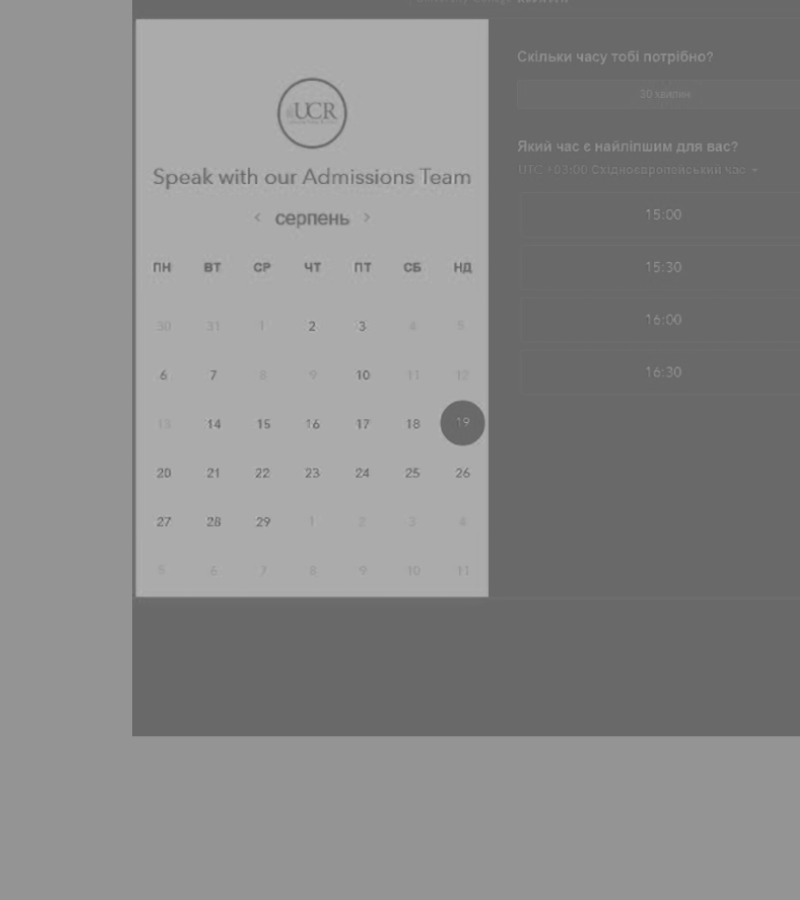 UCR
Speak with our Admissions Team
‹ серпень ›
ПН ВТ СР ЧТ ПТ СБ НД
30 31 1 2 3 4 5
6 7 8 9 10 11 12
13 14 15 16 17 18 19
20 21 22 23 24 25 26
27 28 29 1 2 3 4
5 6 7 8 9 10 11
Скільки часу тобі потрібно?
30 хвилин
Який час є найліпшим для вас?
UTC +03:00 Східноєвропейський час
15:00
15:30
16:00
16:30